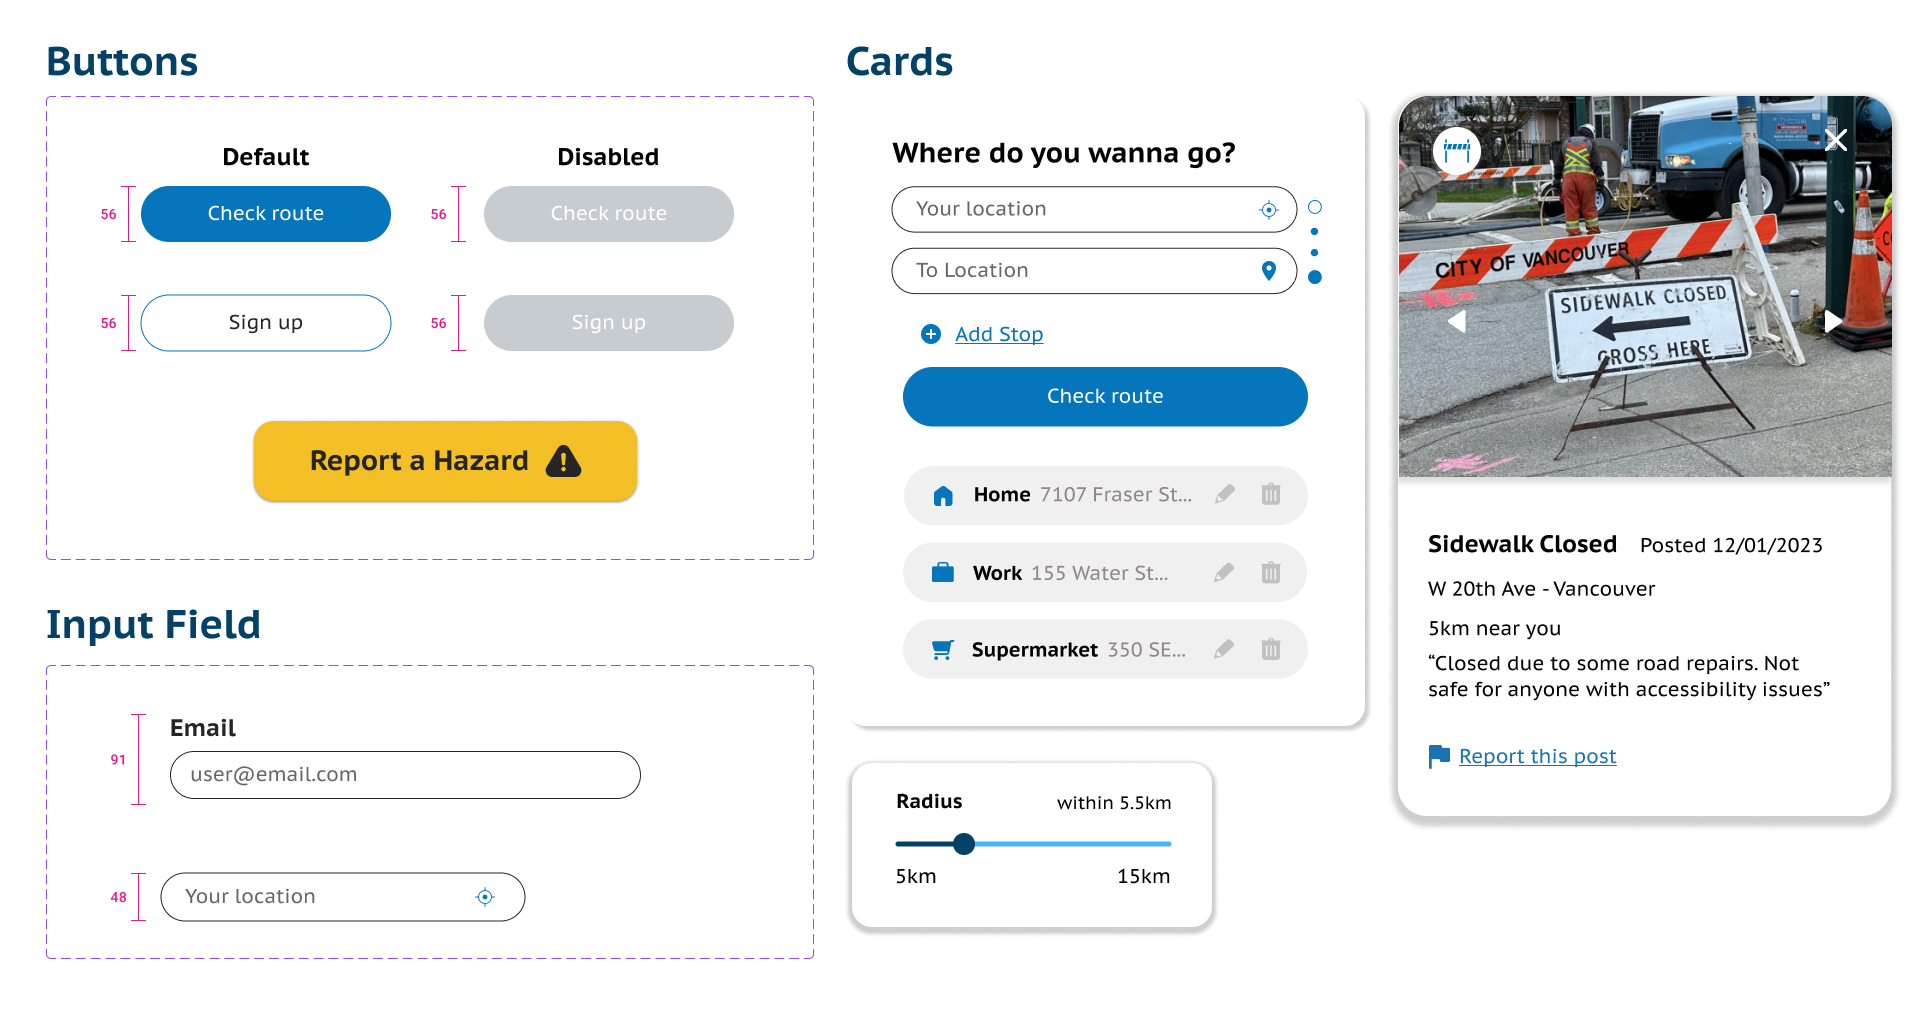 Buttons
Default
Disabled
56
Check route
56
Check route
56
Sign up
56
Sign up
Report a Hazard
Input Field
91
Email
user@email.com
48
Your location
Cards
Where do you wanna go?
Your location
To Location
Add Stop
Check route
Home 7107 Fraser St...
Work 155 Water St...
Supermarket 350 SE...
Radius
within 5.5km
5km
15km
CITY OF VANCOUVER
SIDEWALK CLOSED
CROSS HERE
Sidewalk Closed Posted 12/01/2023
W 20th Ave - Vancouver
5km near you
“Closed due to some road repairs. Not
safe for anyone with accessibility issues”
Report this post